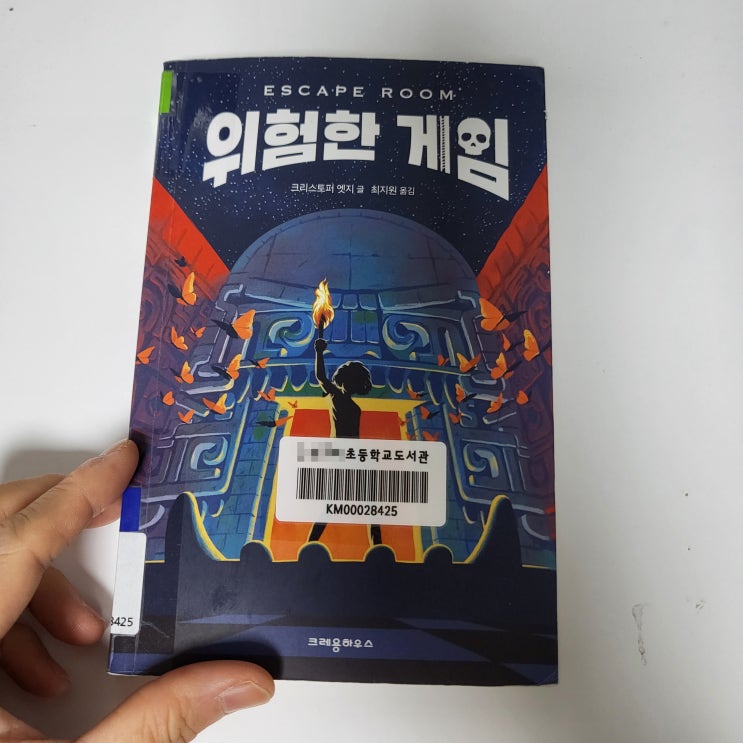 ESCAPE ROOM
위험한 게임
크리스토퍼 엣지 글 최지원 옮김
초등학교도서관
KM00028425
8425
크레용하우스